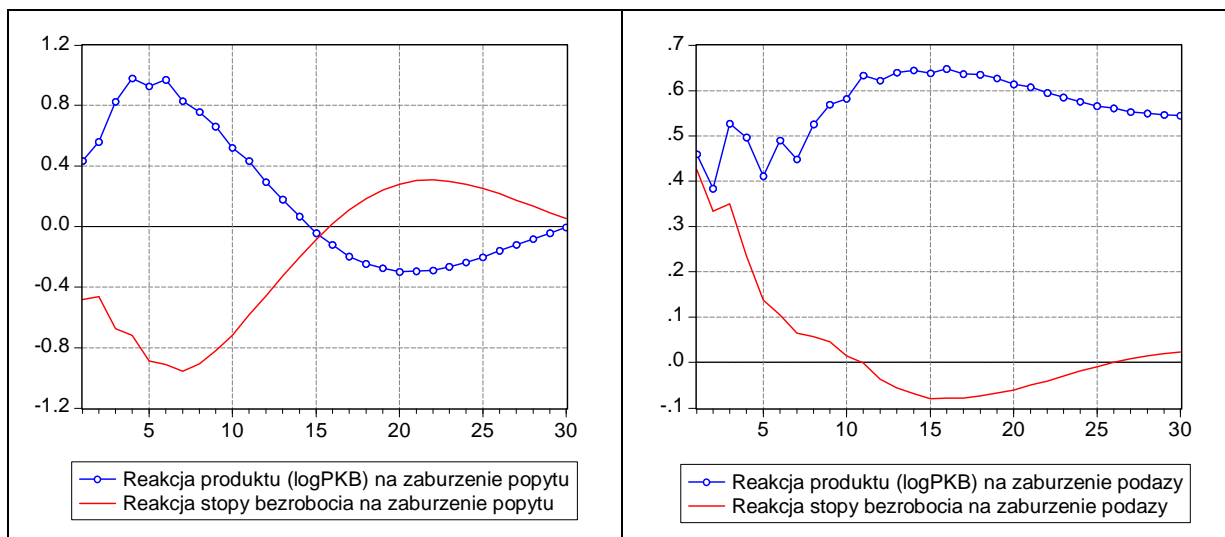 1.2
0.8
0.4
0.0
-0.4
-0.8
-1.2
5 10 15 20 25 30
Reakcja produktu (logPKB) na zaburzenie popytu
Reakcja stopy bezrobocia na zaburzenie popytu
.7
.6
.5
.4
.3
.2
.1
.0
-.1
5 10 15 20 25 30
Reakcja produktu (logPKB) na zaburzenie podazy
Reakcja stopy bezrobocia na zaburzenie podazy